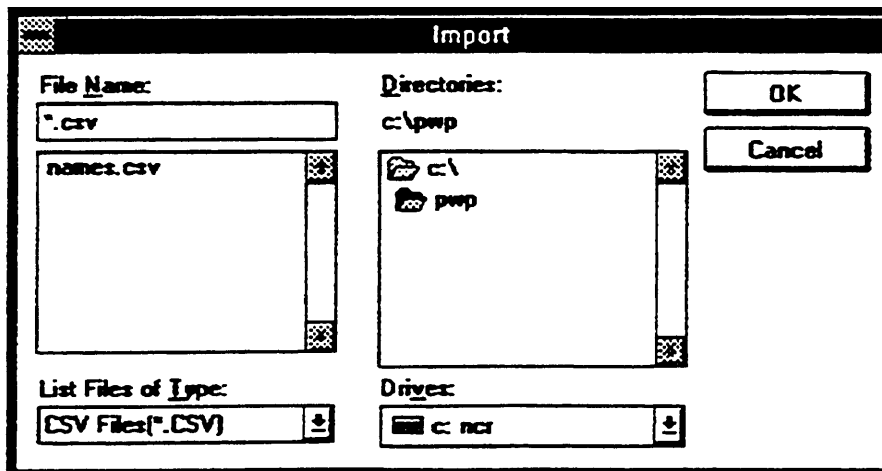 Import
File Name:
*.csv
names.csv
List Files of Type:
CSV Files(*.CSV)
Directories:
c:\pwp
c:\
pwp
Drives:
c: ncr
OK
Cancel